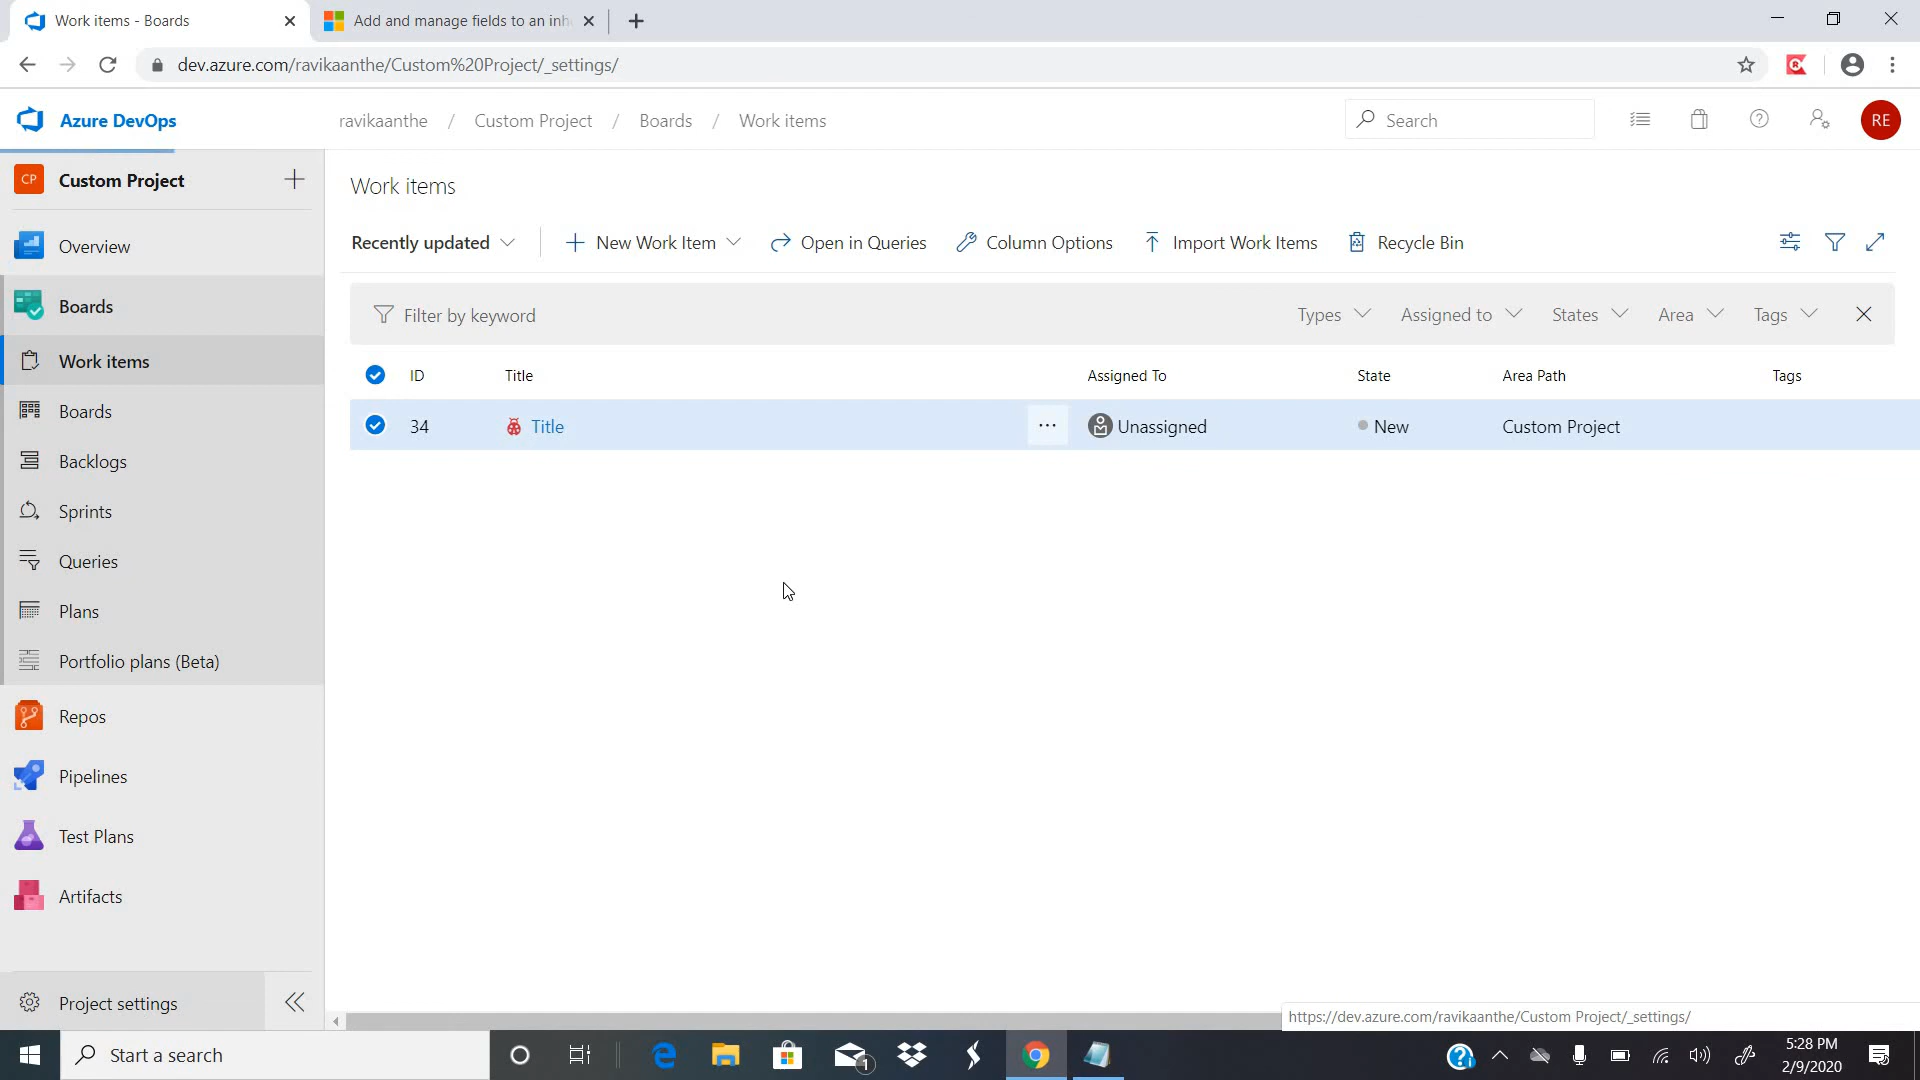 Work items - Boards
Add and manage fields to an inh
dev.azure.com/ravikaanthe/Custom%20Project/_settings/
Azure DevOps
ravikaanthe / Custom Project / Boards / Work items
Search
RE
CP
Custom Project
Overview
Boards
Work items
Boards
Backlogs
Sprints
Queries
Plans
Portfolio plans (Beta)
Repos
Pipelines
Test Plans
Artifacts
Project settings
Work items
Recently updated
New Work Item
Open in Queries
Column Options
Import Work Items
Recycle Bin
Filter by keyword
Types
Assigned to
States
Area
Tags
ID Title Assigned To State Area Path Tags
34 Title Unassigned New Custom Project
https://dev.azure.com/ravikaanthe/Custom Project/_settings/
Start a search
1
5:28 PM
2/9/2020